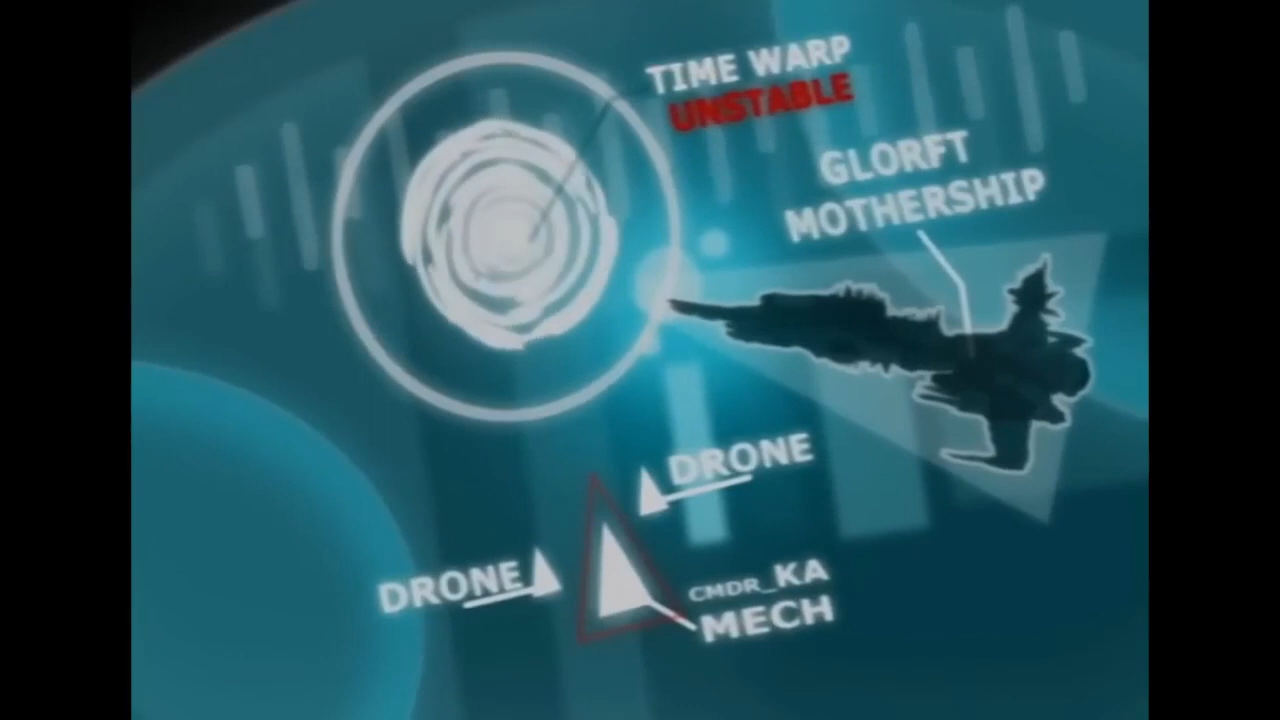 TIME WARP
UNSTABLE
GLORFT
MOTHERSHIP
DRONE
DRONE
CMDR_KA
MECH